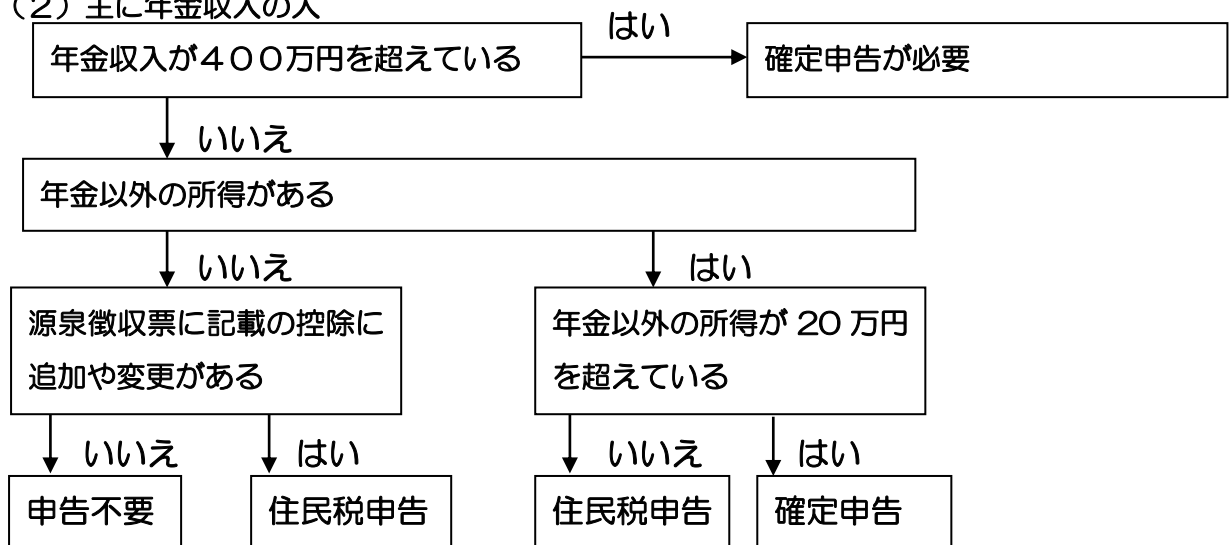 （２）主に年金収入の人
年金収入が４００万円を超えている
はい
確定申告が必要
いいえ
年金以外の所得がある
いいえ
はい
源泉徴収票に記載の控除に
追加や変更がある
年金以外の所得が 20 万円
を超えている
いいえ
はい
いいえ
はい
申告不要
住民税申告
住民税申告
確定申告